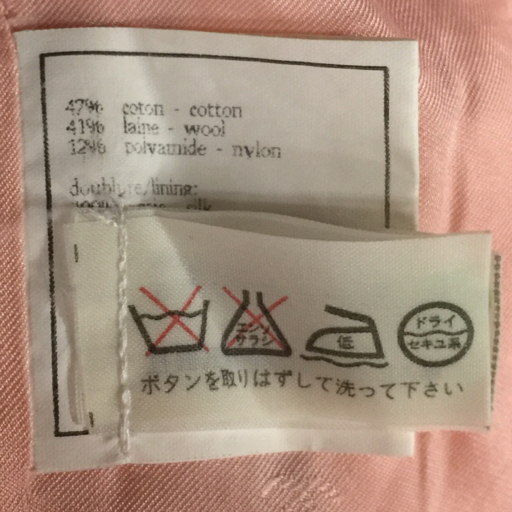 47% coton - cotton
41% laine - wool
12% polyamide - nylon
doublure/lining:
silk
エンソ
サラシ
低
ドライ
セキユ系
ボタンを取りはずして洗って下さい